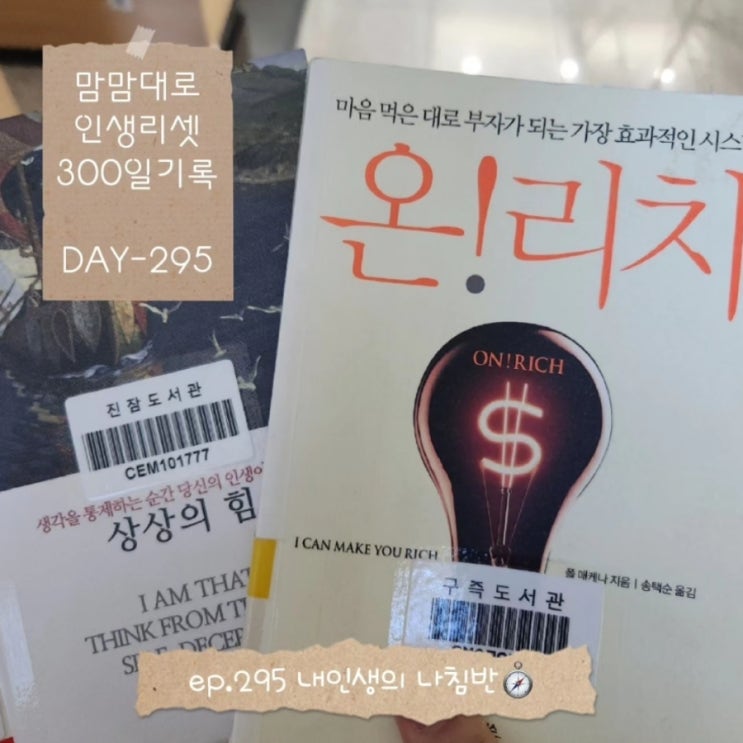 맘맘대로
인생리셋
300일기록
DAY-295
마음 먹은 대로 부자가 되는 가장 효과적인 시스
온!리치
ON!RICH
$
I CAN MAKE YOU RICH
폴 매케나 지음 | 송택순 옮김
구즉도서관
진잠도서관
CEM101777
생각을 통제하는 순간 당신의 인생이
상상의 힘
I AM THAT
THINK FROM
ep.295 내인생의 나침반